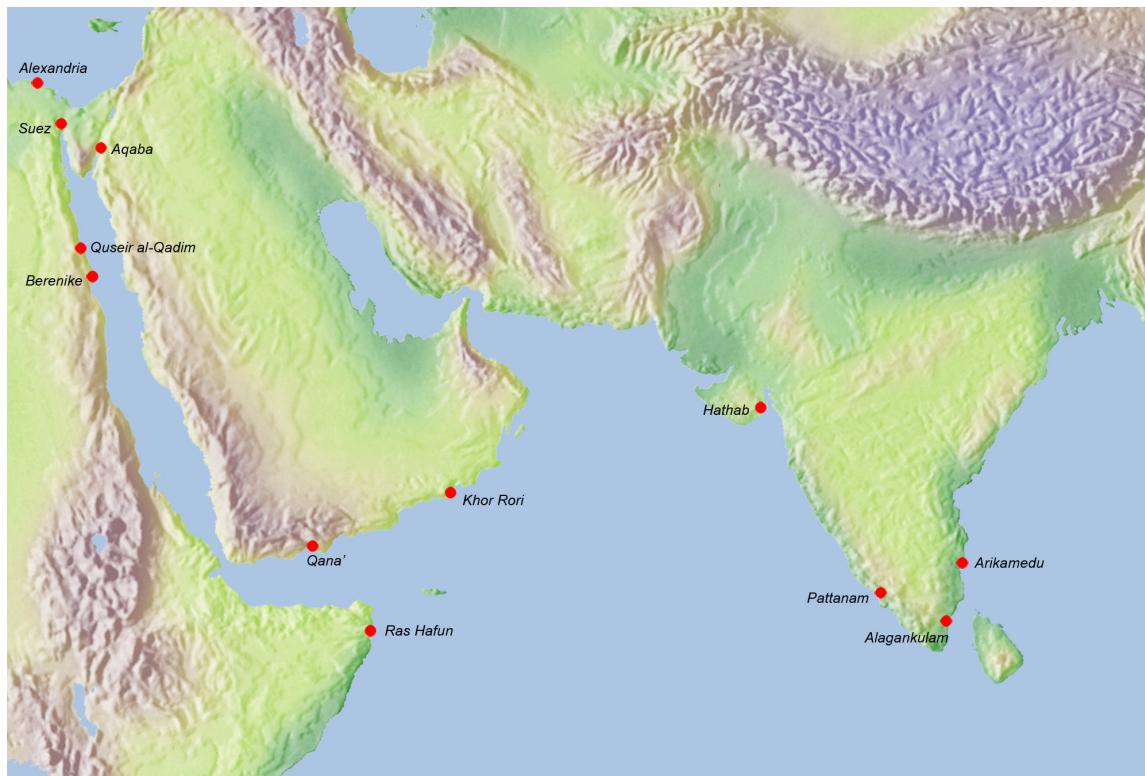 Alexandria
Suez
Aqaba
Quseir al-Qadim
Berenike
Hathab
Khor Rori
Qana’
Arikamedu
Pattanam
Ras Hafun
Alagankulam